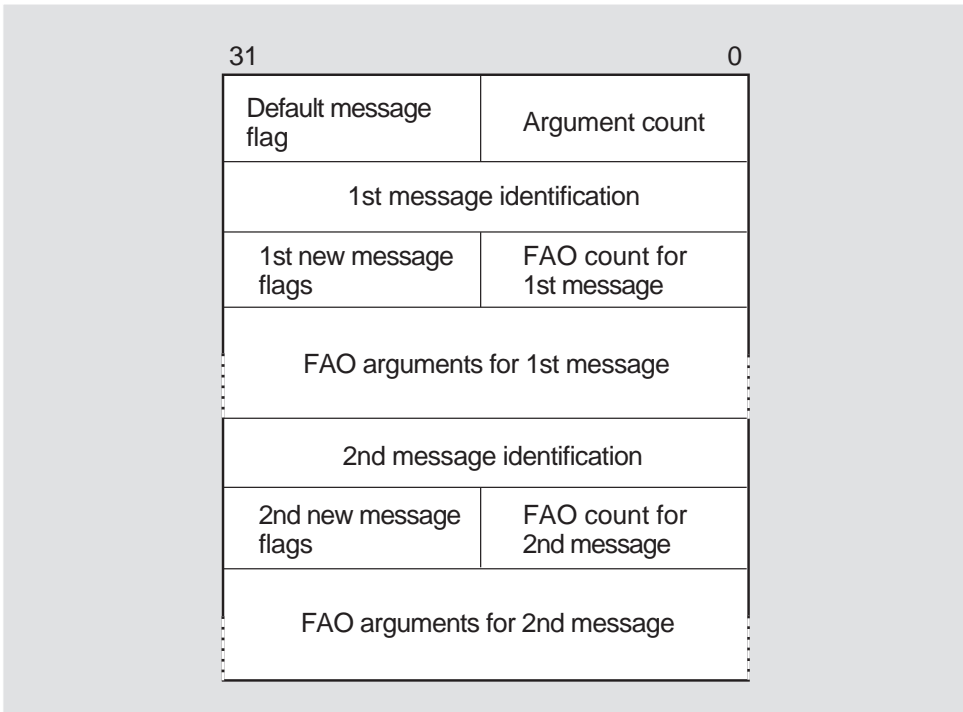 31 0
Default message
flag
Argument count
1st message identification
1st new message
flags
FAO count for
1st message
FAO arguments for 1st message
2nd message identification
2nd new message
flags
FAO count for
2nd message
FAO arguments for 2nd message